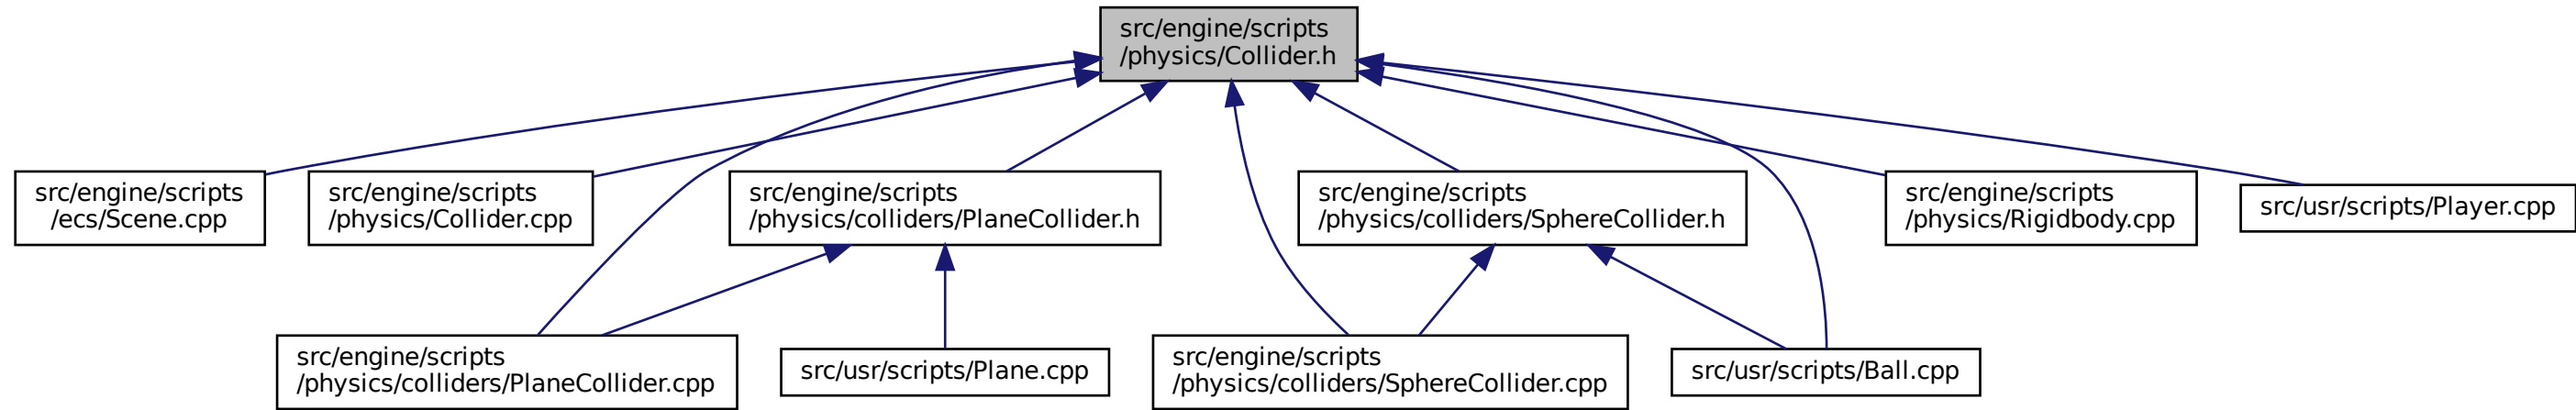 src/engine/scripts
/physics/Collider.h
src/engine/scripts
/ecs/Scene.cpp
src/engine/scripts
/physics/Collider.cpp
src/engine/scripts
/physics/colliders/PlaneCollider.h
src/engine/scripts
/physics/colliders/SphereCollider.h
src/engine/scripts
/physics/Rigidbody.cpp
src/usr/scripts/Player.cpp
src/engine/scripts
/physics/colliders/PlaneCollider.cpp
src/usr/scripts/Plane.cpp
src/engine/scripts
/physics/colliders/SphereCollider.cpp
src/usr/scripts/Ball.cpp